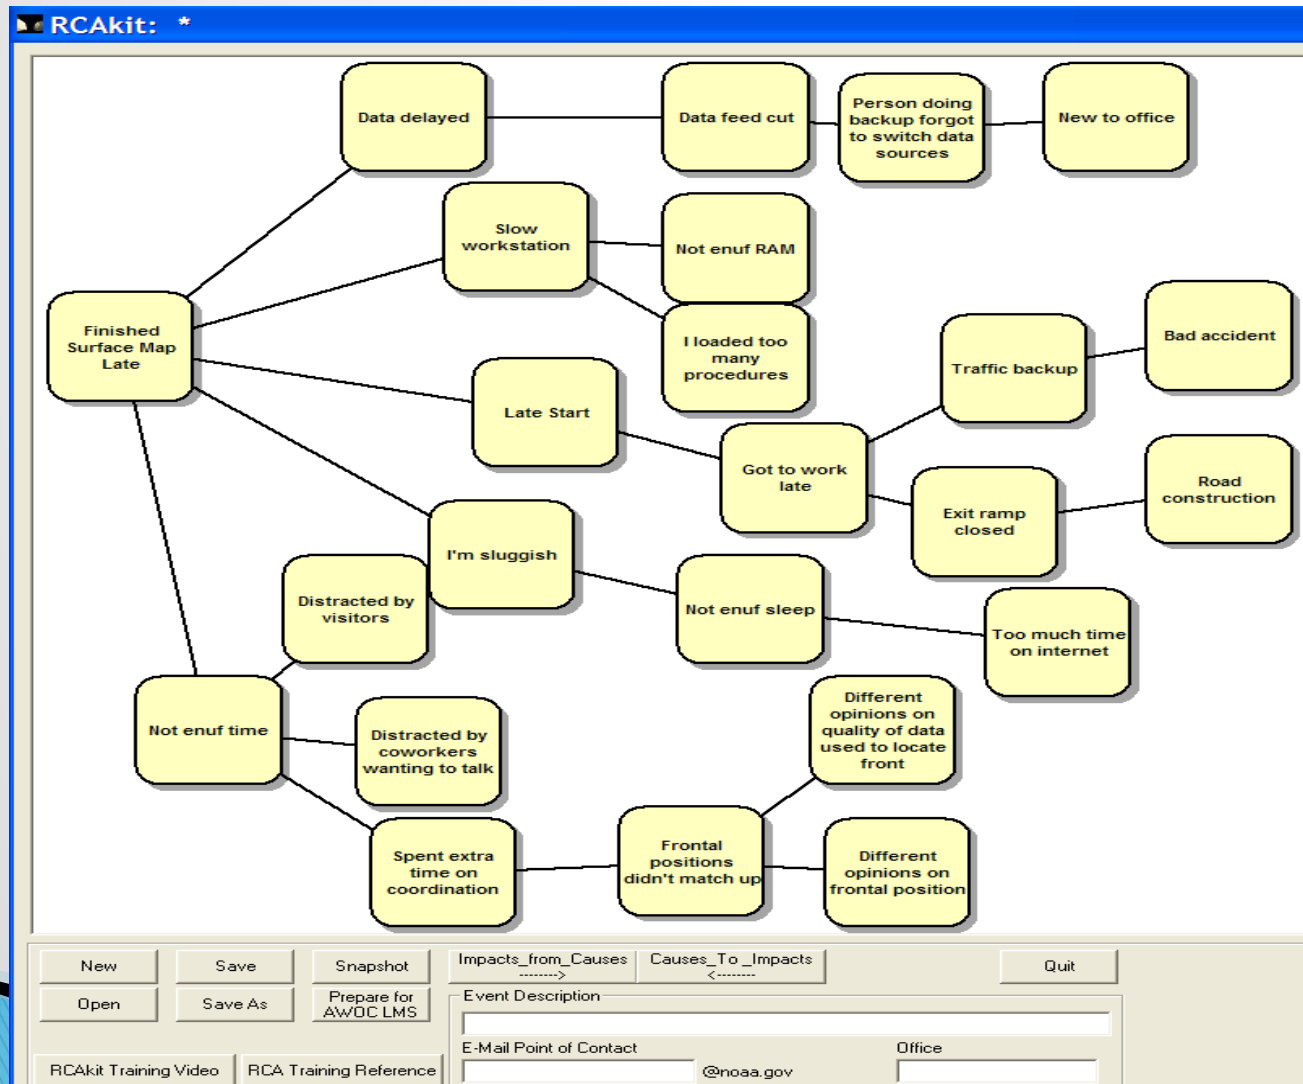 RCAkit: *
Data delayed
Data feed cut
Person doing
backup forgot
to switch data
sources
New to office
Slow
workstation
Not enuf RAM
I loaded too
many
procedures
Finished
Surface Map
Late
Late Start
Got to work
late
Traffic backup
Bad accident
Exit ramp
closed
Road
construction
I'm sluggish
Not enuf sleep
Too much time
on internet
Distracted by
visitors
Not enuf time
Distracted by
coworkers
wanting to talk
Spent extra
time on
coordination
Frontal
positions
didn't match up
Different
opinions on
quality of data
used to locate
front
Different
opinions on
frontal position
New
Save
Snapshot
Impacts_from_Causes
-------->
Causes_To _Impacts
<--------
Quit
Open
Save As
Prepare for
AWOC LMS
Event Description
E-Mail Point of Contact
Office
@noaa.gov
RCAkit Training Video
RCA Training Reference